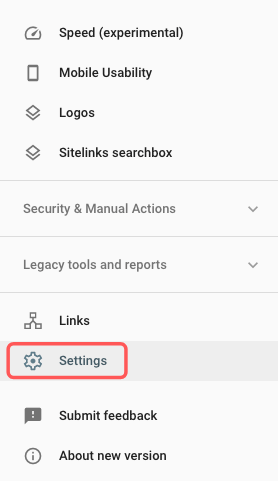 Speed (experimental)
Mobile Usability
Logos
Sitelinks searchbox
Security & Manual Actions
Legacy tools and reports
Links
Settings
Submit feedback
About new version